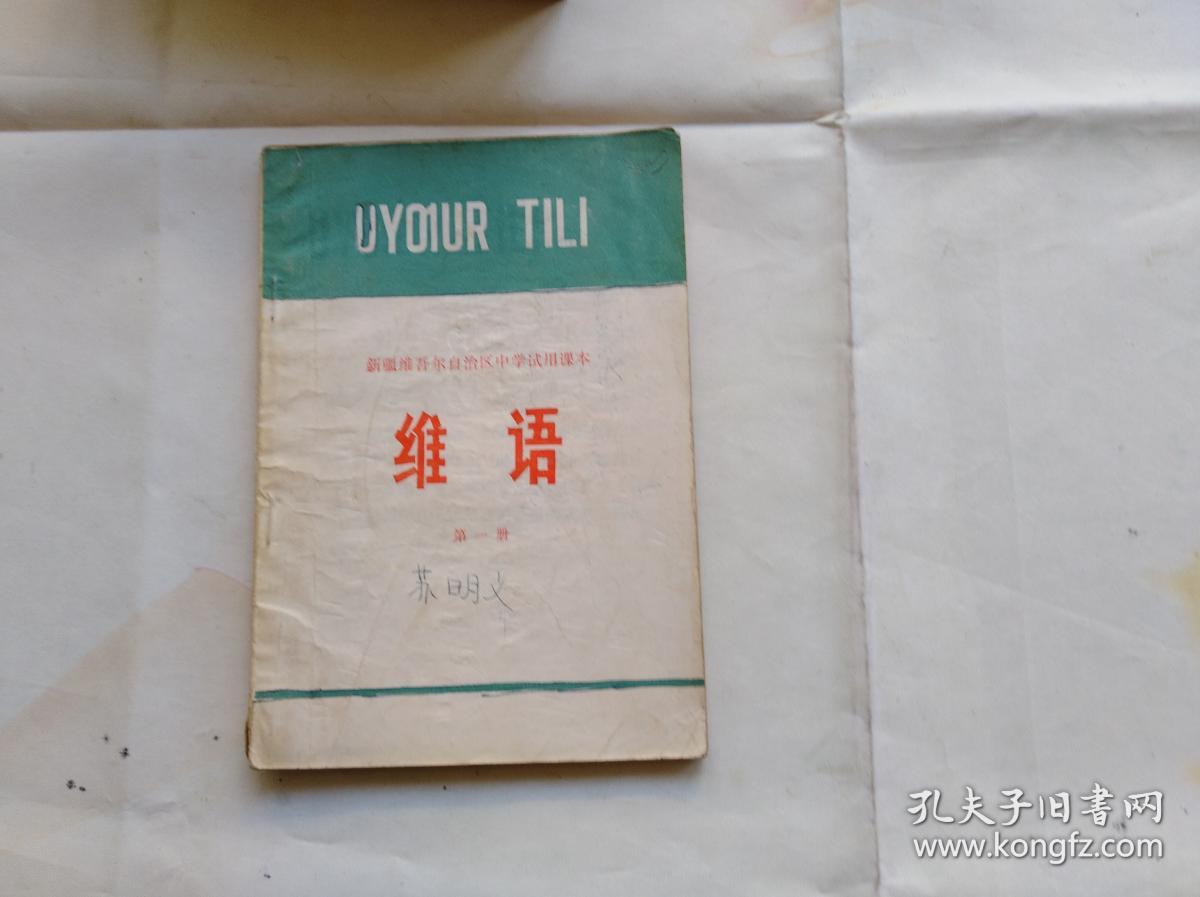 UYƢUR TILI
新疆维吾尔自治区中学试用课本
维语
第一册
苏明义
孔夫子旧书网
www.kongfz.com